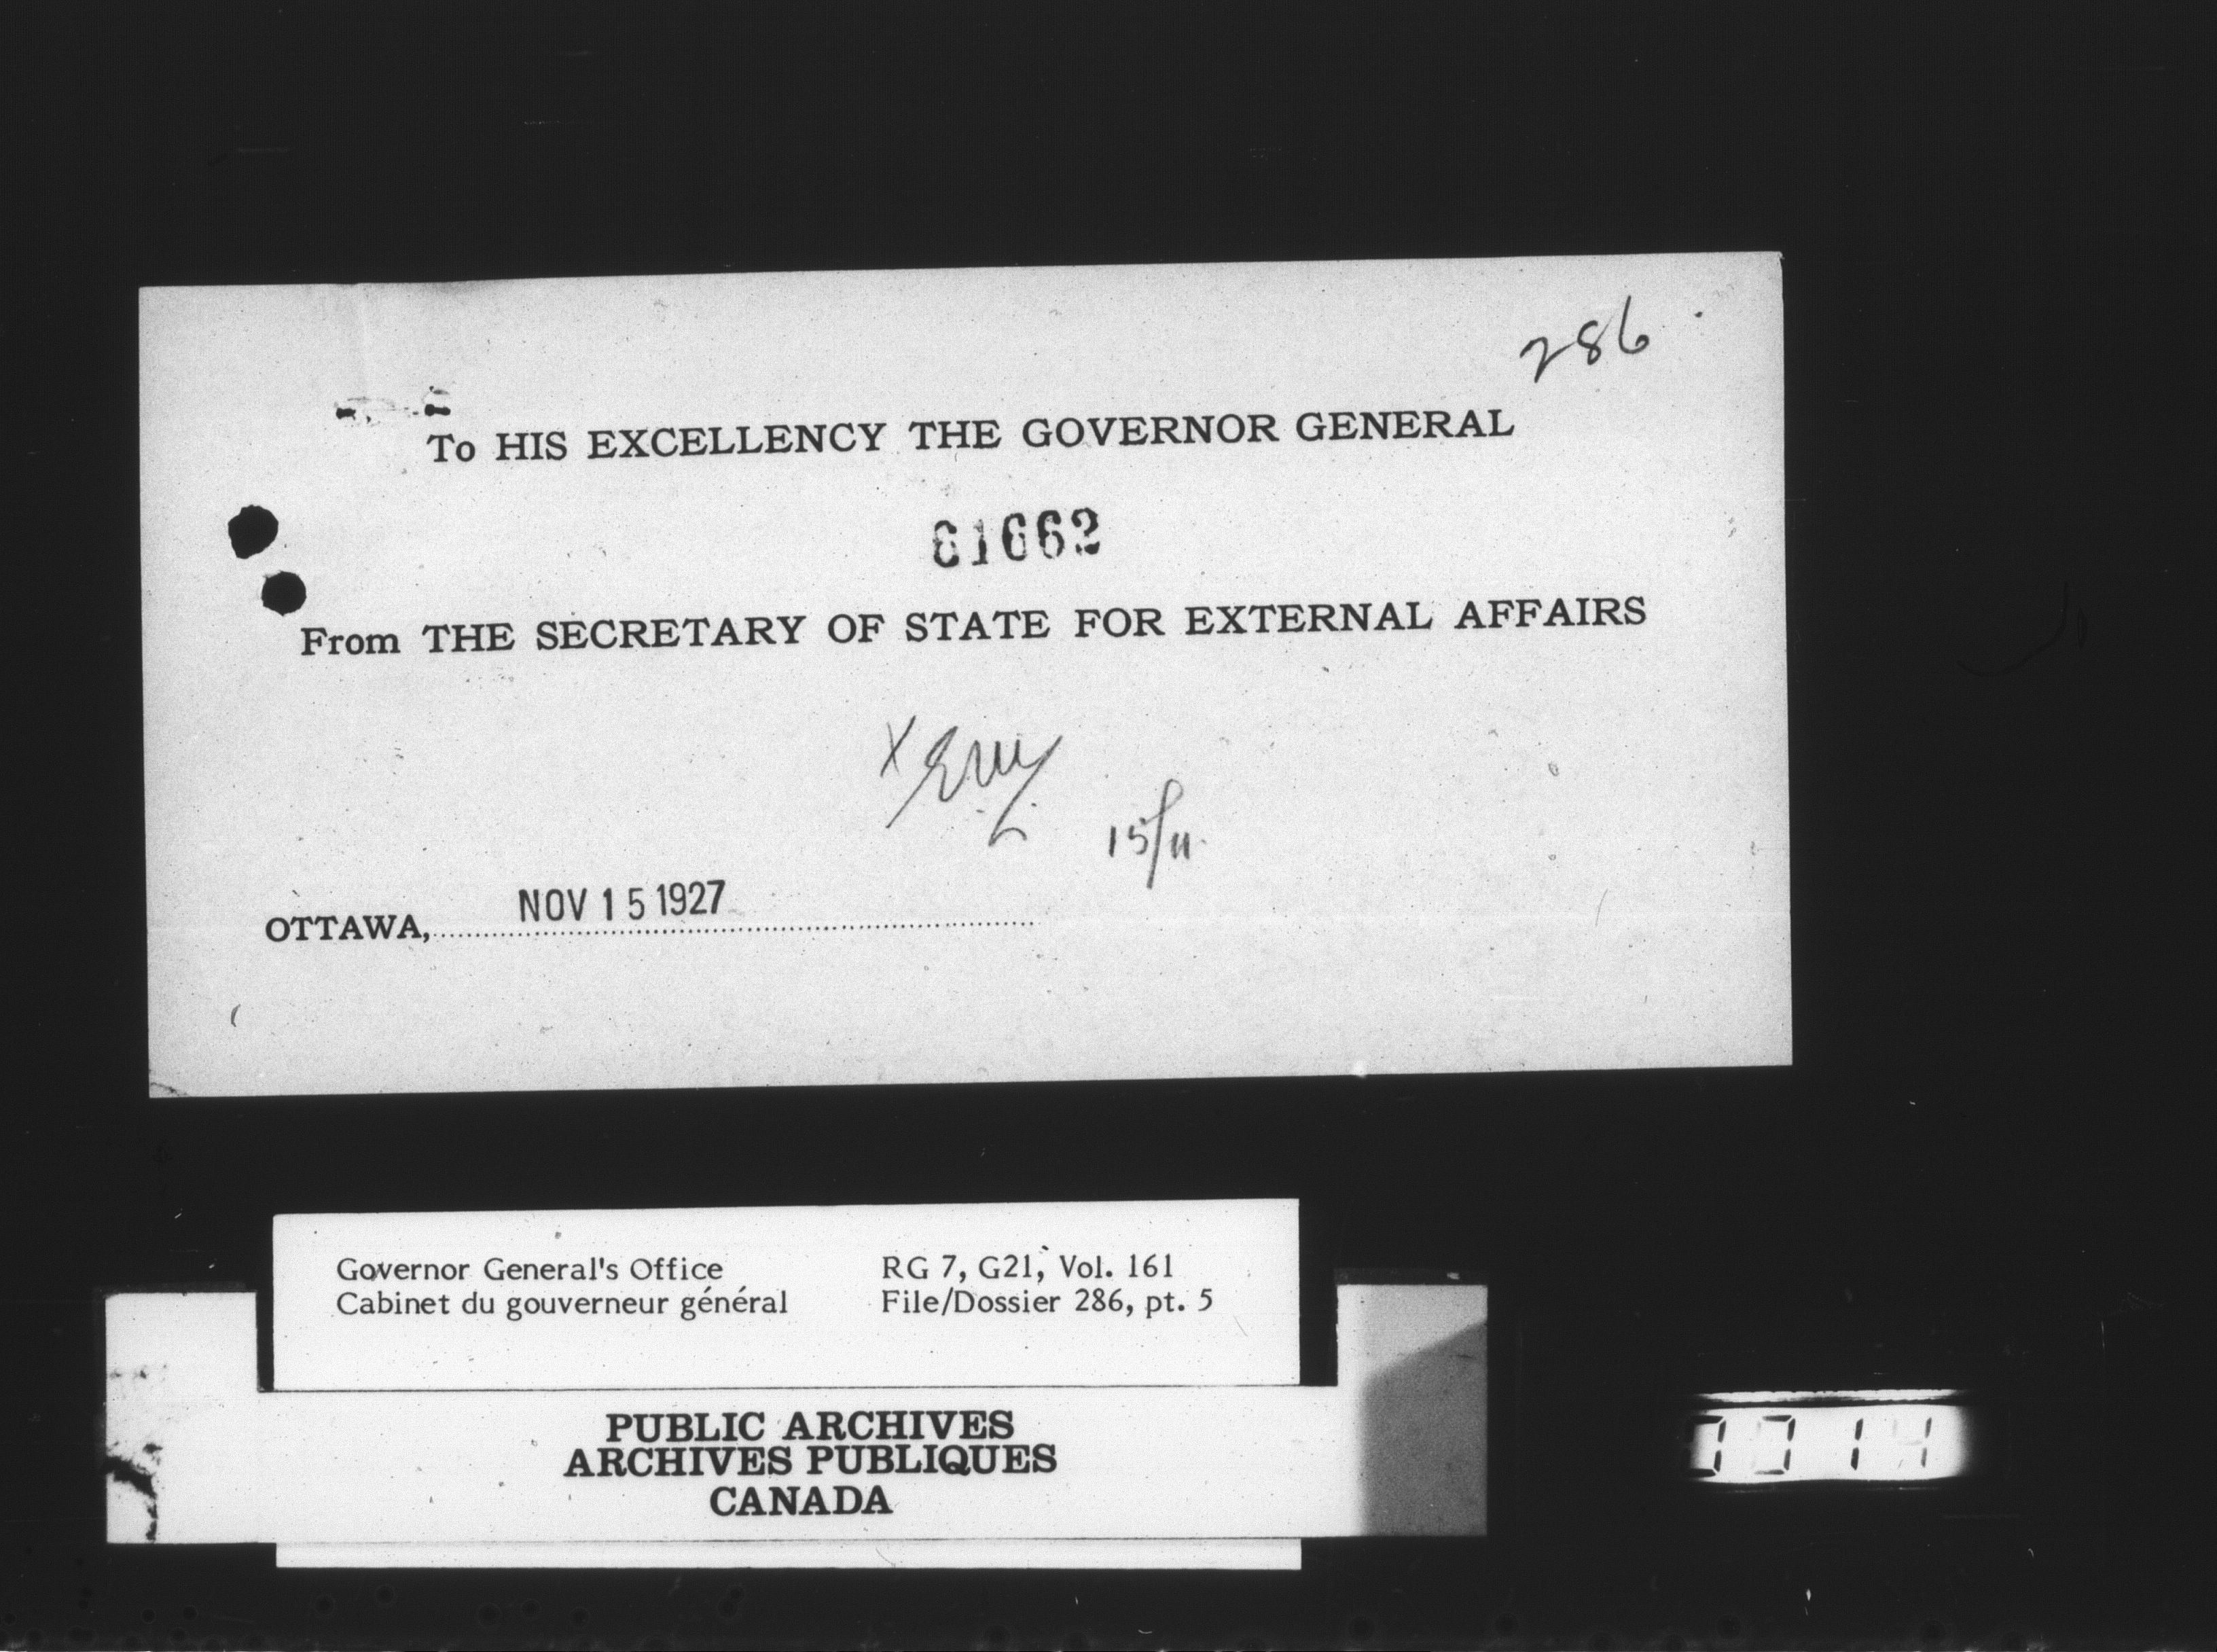 286
To HIS EXCELLENCY THE GOVERNOR GENERAL
61662
From THE SECRETARY OF STATE FOR EXTERNAL AFFAIRS
15/11.
OTTAWA, NOV 15 1927
Governor General's Office RG 7, G21, Vol. 161
Cabinet du gouverneur général File/Dossier 286, pt. 5
PUBLIC ARCHIVES
ARCHIVES PUBLIQUES
CANADA